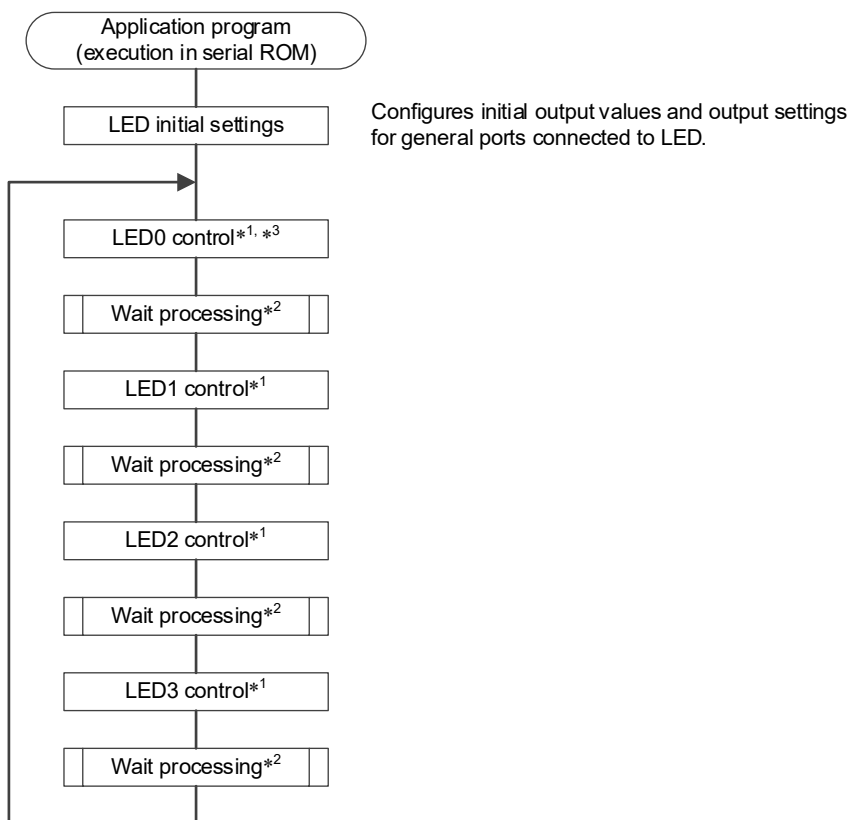 Application program
(execution in serial ROM)
LED initial settings
Configures initial output values and output settings
for general ports connected to LED.
LED0 control*1, *3
Wait processing*2
LED1 control*1
Wait processing*2
LED2 control*1
Wait processing*2
LED3 control*1
Wait processing*2